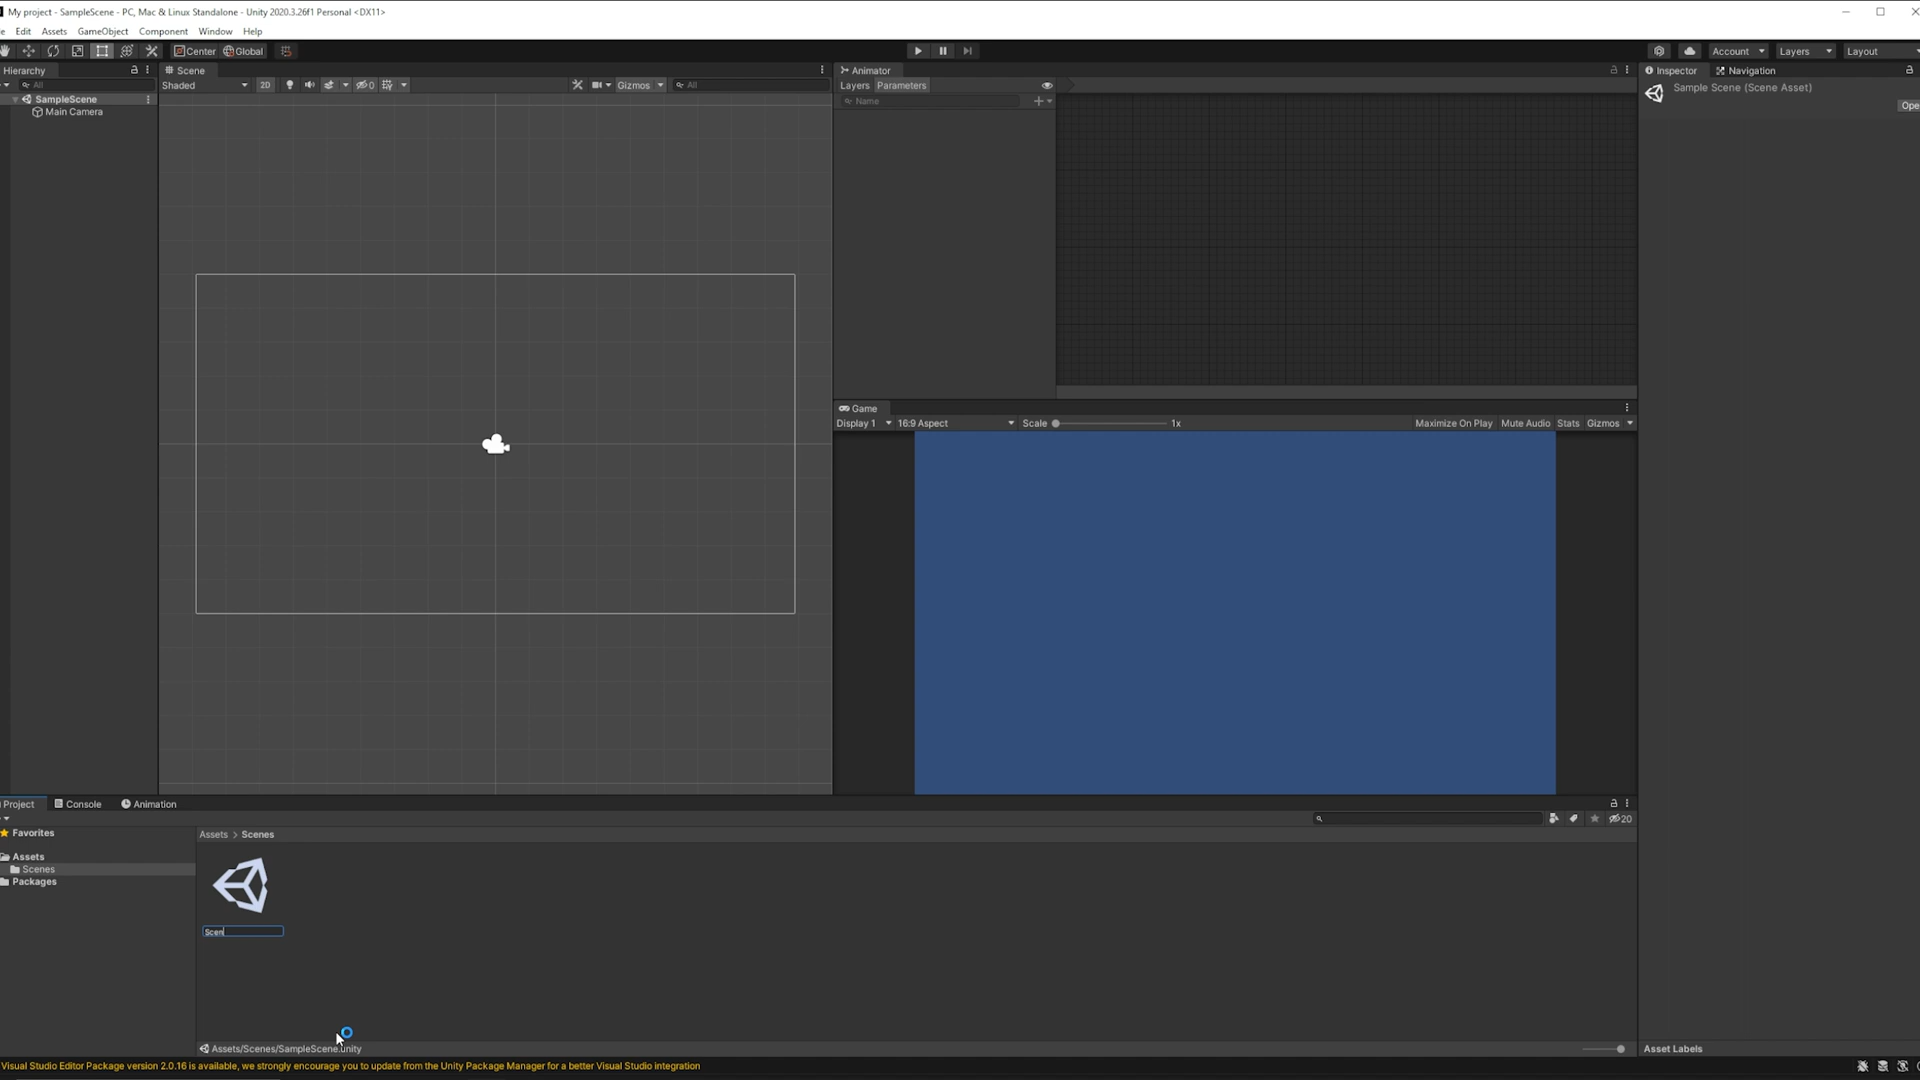 My project - SampleScene - PC, Mac & Linux Standalone - Unity 2020.3.26f1 Personal <DX11>
Edit Assets GameObject Component Window Help
Center Global Account Layers Layout
Hierarchy Scene Animator Inspector Navigation
All Shaded 2D 0 Gizmos All Layers Parameters Sample Scene (Scene Asset)
SampleScene Name Ope
Main Camera
Game
Display 1 16:9 Aspect Scale 1x Maximize On Play Mute Audio Stats Gizmos
Project Console Animation
20
Favorites Assets > Scenes
Assets
Scenes
Packages
Scen
Assets/Scenes/SampleScene.unity Asset Labels
Visual Studio Editor Package version 2.0.16 is available, we strongly encourage you to update from the Unity Package Manager for a better Visual Studio integration